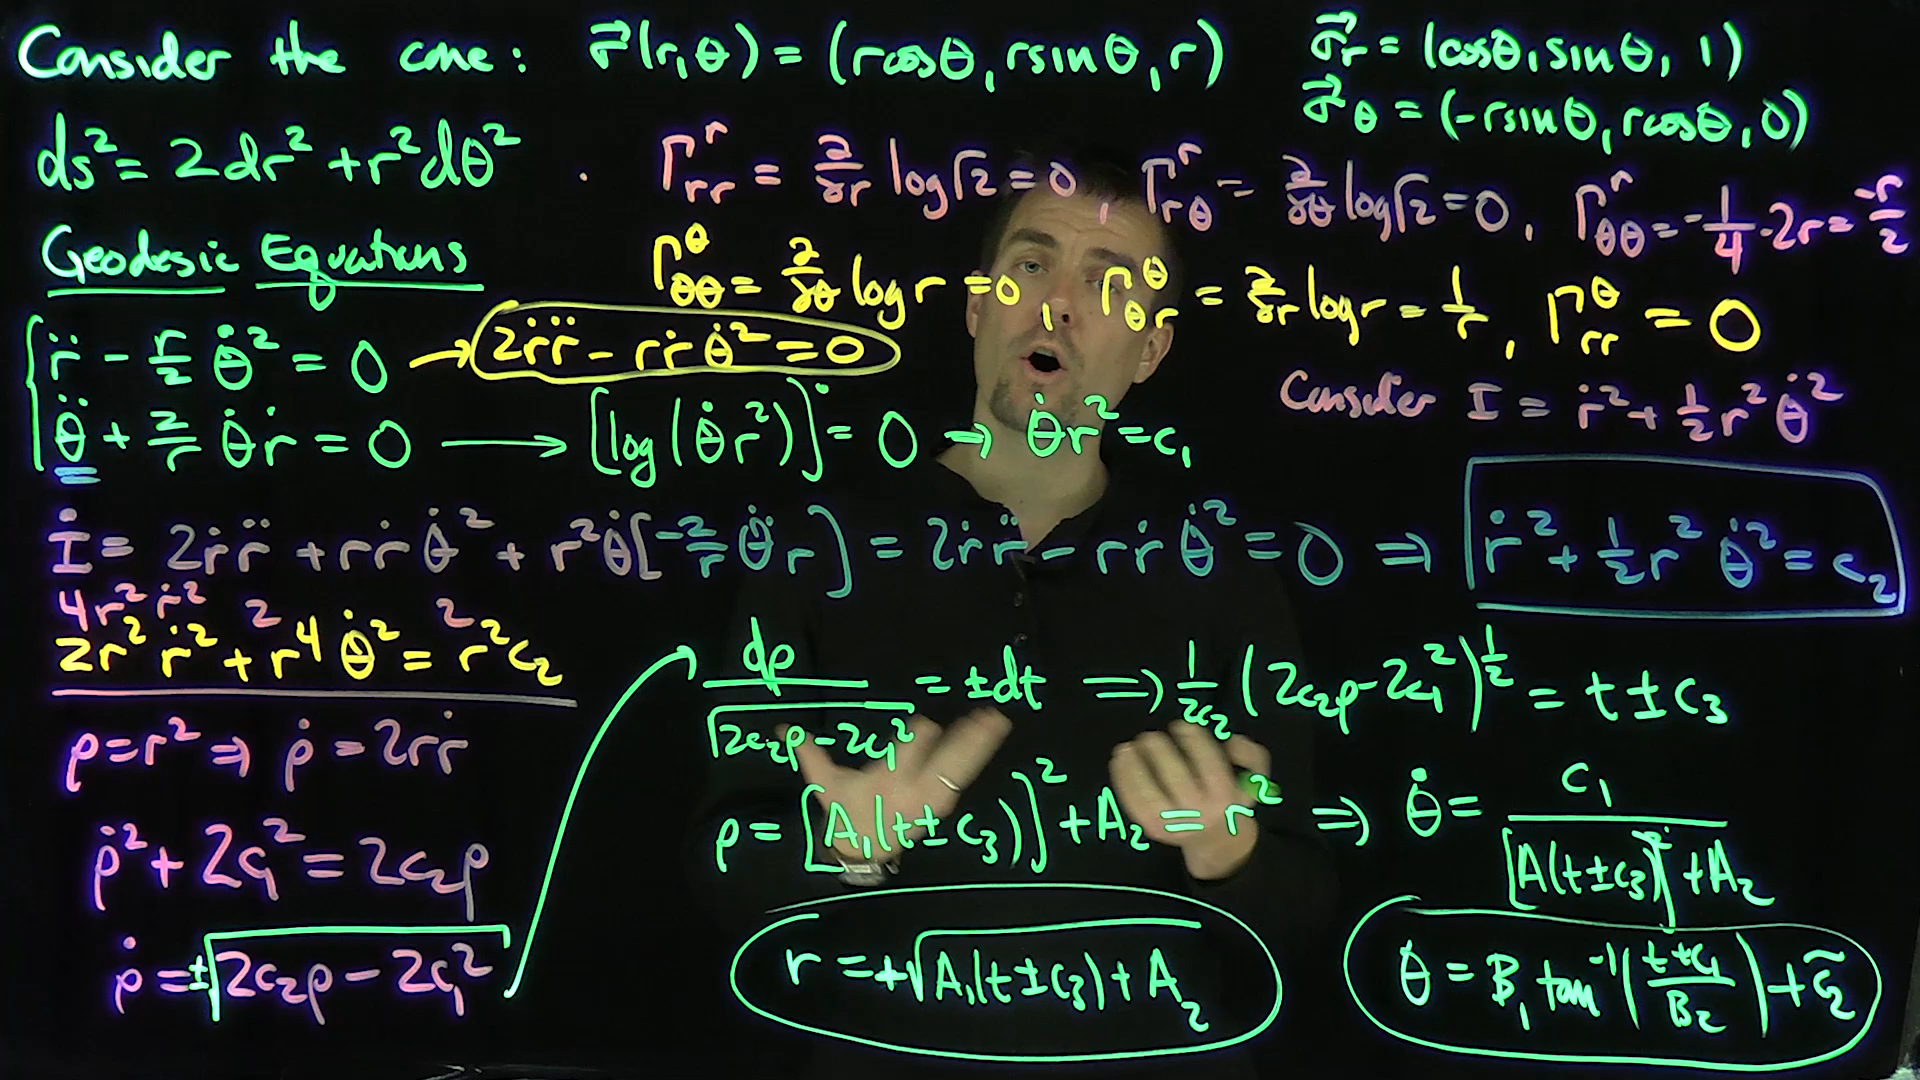 Consider the cone: σ⃗(r,θ) = (rcosθ, rsinθ, r)
σ⃗r = (cosθ, sinθ, 1)
σ⃗θ = (-rsinθ, rcosθ, 0)
ds² = 2dr² + r²dθ²
Γ^r_rr = ∂/∂r log√2 = 0, Γ^r_rθ = ∂/∂θ log√2 = 0, Γ^r_θθ = -1/4·2r = -r/2
Γ^θ_θθ = ∂/∂θ log r = 0, Γ^θ_θr = ∂/∂r log r = 1/r, Γ^θ_rr = 0
Geodesic Equations
r̈ - r/2 θ̇² = 0 → 2ṙr̈ - rṙθ̇² = 0
θ̈ + 2/r θ̇ṙ = 0 → [log(θ̇r²)]˙ = 0 ⇒ θ̇r² = c₁
Consider I = ṙ² + ½r²θ̇²
İ = 2ṙr̈ + rṙθ̇² + r²θ̇[-2/r θ̇r] = 2ṙr̈ - rṙθ̇² = 0 ⇒ ṙ² + ½r²θ̇² = c₂
4r²ṙ² 2 2
2r²ṙ² + r⁴θ̇² = r²c₂
ρ = r² ⇒ ρ̇ = 2rṙ
ρ̇² + 2c₁² = 2c₂ρ
ρ̇ = ±√(2c₂ρ - 2c₁²)
dρ/√(2c₂ρ - 2c₁²) = ±dt ⇒ 1/2c₂ (2c₂ρ - 2c₁²)^½ = t ± c₃
ρ = [A₁(t ± c₃)]² + A₂ = r² ⇒ θ̇ = c₁/([A(t ± c₃)]² + A₂)
r = +√(A₁(t ± c₃) + A₂)
θ = B₁ tan⁻¹((t ± c₁)/B₂) + c̃₂